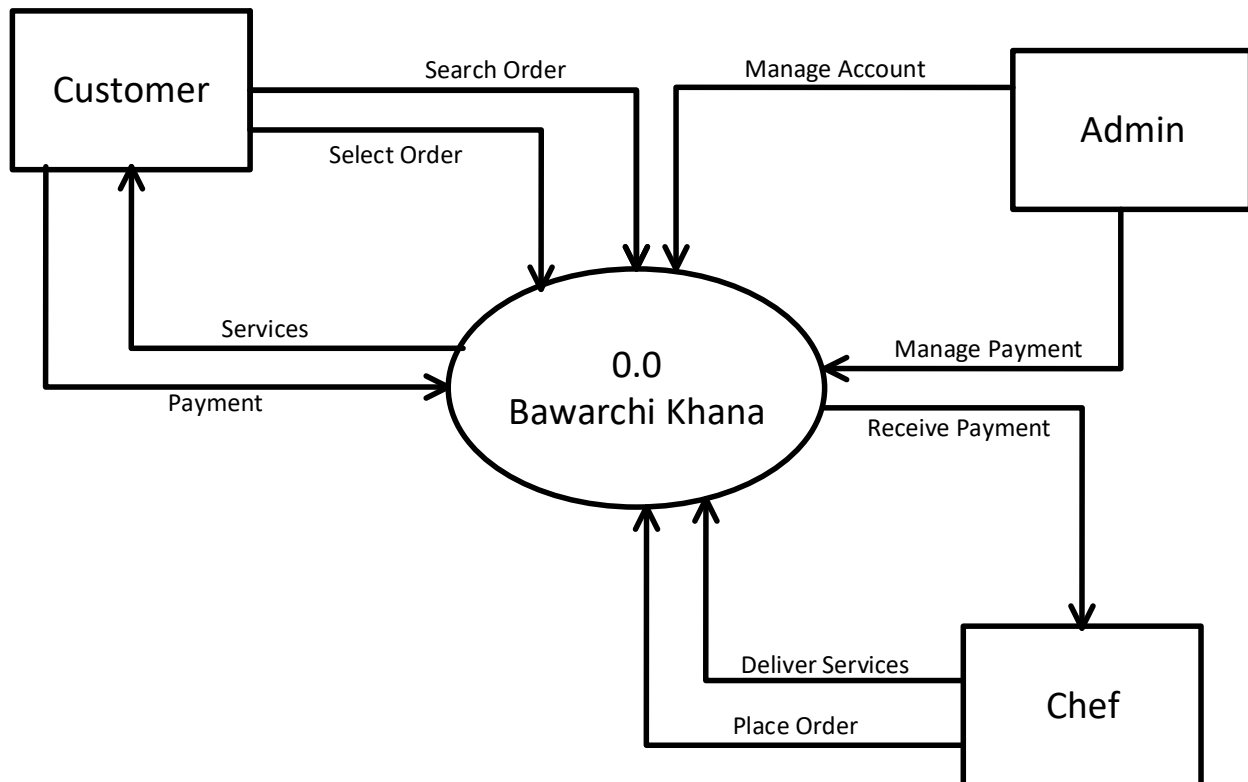 Customer
Search Order
Select Order
Manage Account
Admin
Services
Payment
0.0
Bawarchi Khana
Manage Payment
Receive Payment
Deliver Services
Place Order
Chef